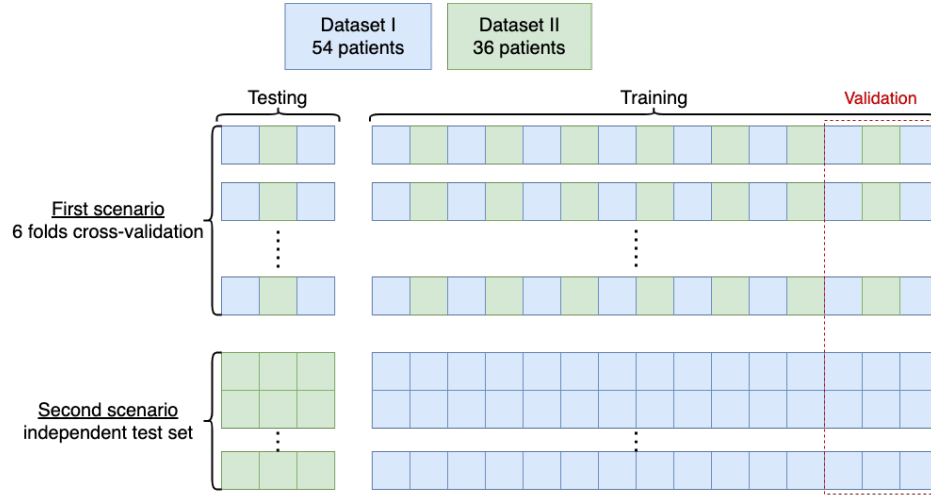 Dataset I
54 patients
Dataset II
36 patients
Testing
Training
Validation
First scenario
6 folds cross-validation
Second scenario
independent test set